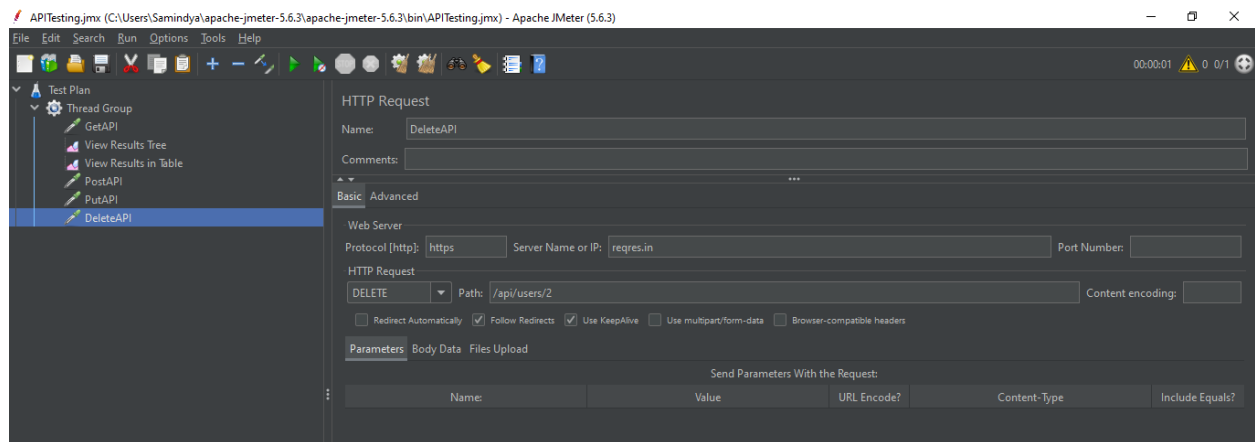 APITesting.jmx (C:\Users\Samindya\apache-jmeter-5.6.3\apache-jmeter-5.6.3\bin\APITesting.jmx) - Apache JMeter (5.6.3)
File Edit Search Run Options Tools Help
00:00:01 0 0/1
Test Plan
Thread Group
GetAPI
View Results Tree
View Results in Table
PostAPI
PutAPI
DeleteAPI
HTTP Request
Name: DeleteAPI
Comments:
Basic Advanced
Web Server
Protocol [http]: https Server Name or IP: reqres.in Port Number:
HTTP Request
DELETE Path: /api/users/2 Content encoding:
Redirect Automatically Follow Redirects Use KeepAlive Use multipart/form-data Browser-compatible headers
Parameters Body Data Files Upload
Send Parameters With the Request:
Name: Value URL Encode? Content-Type Include Equals?